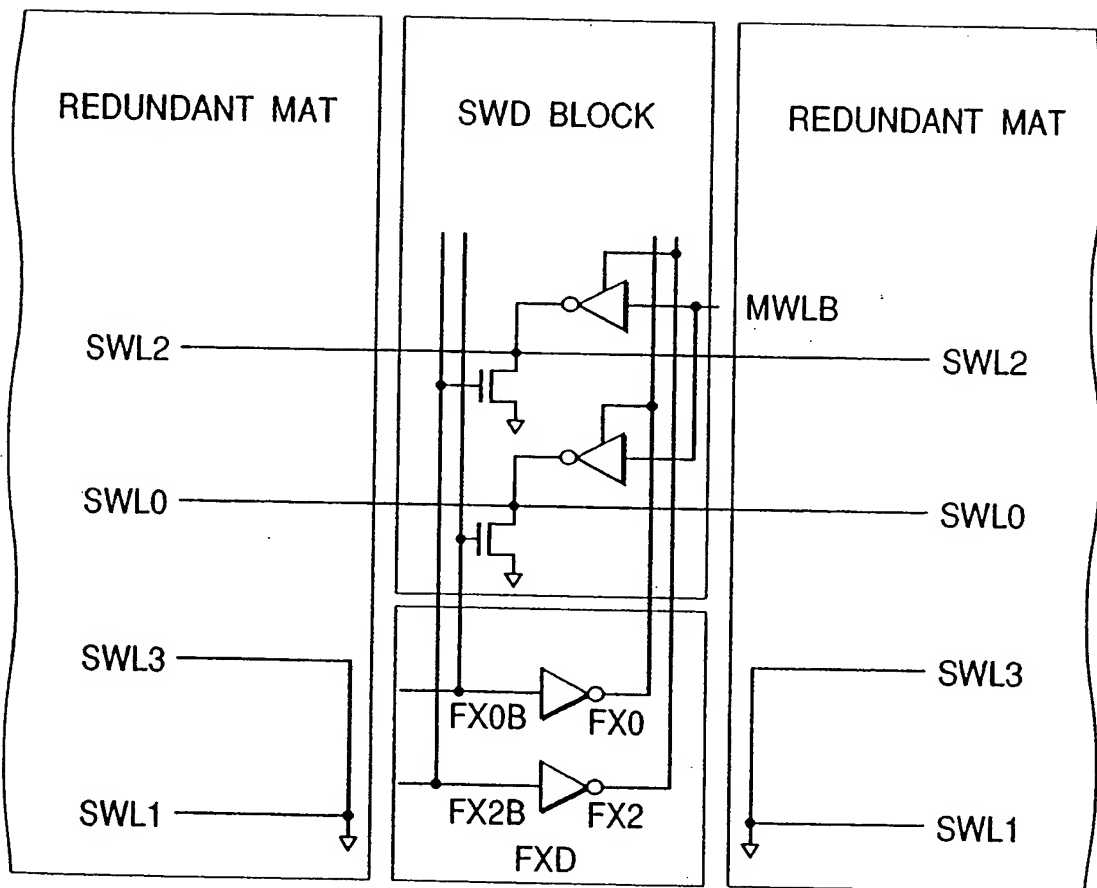 REDUNDANT MAT
SWD BLOCK
REDUNDANT MAT
MWLB
SWL2
SWL2
SWL0
SWL0
SWL3
SWL3
FX0B
FX0
SWL1
FX2B
FX2
SWL1
FXD